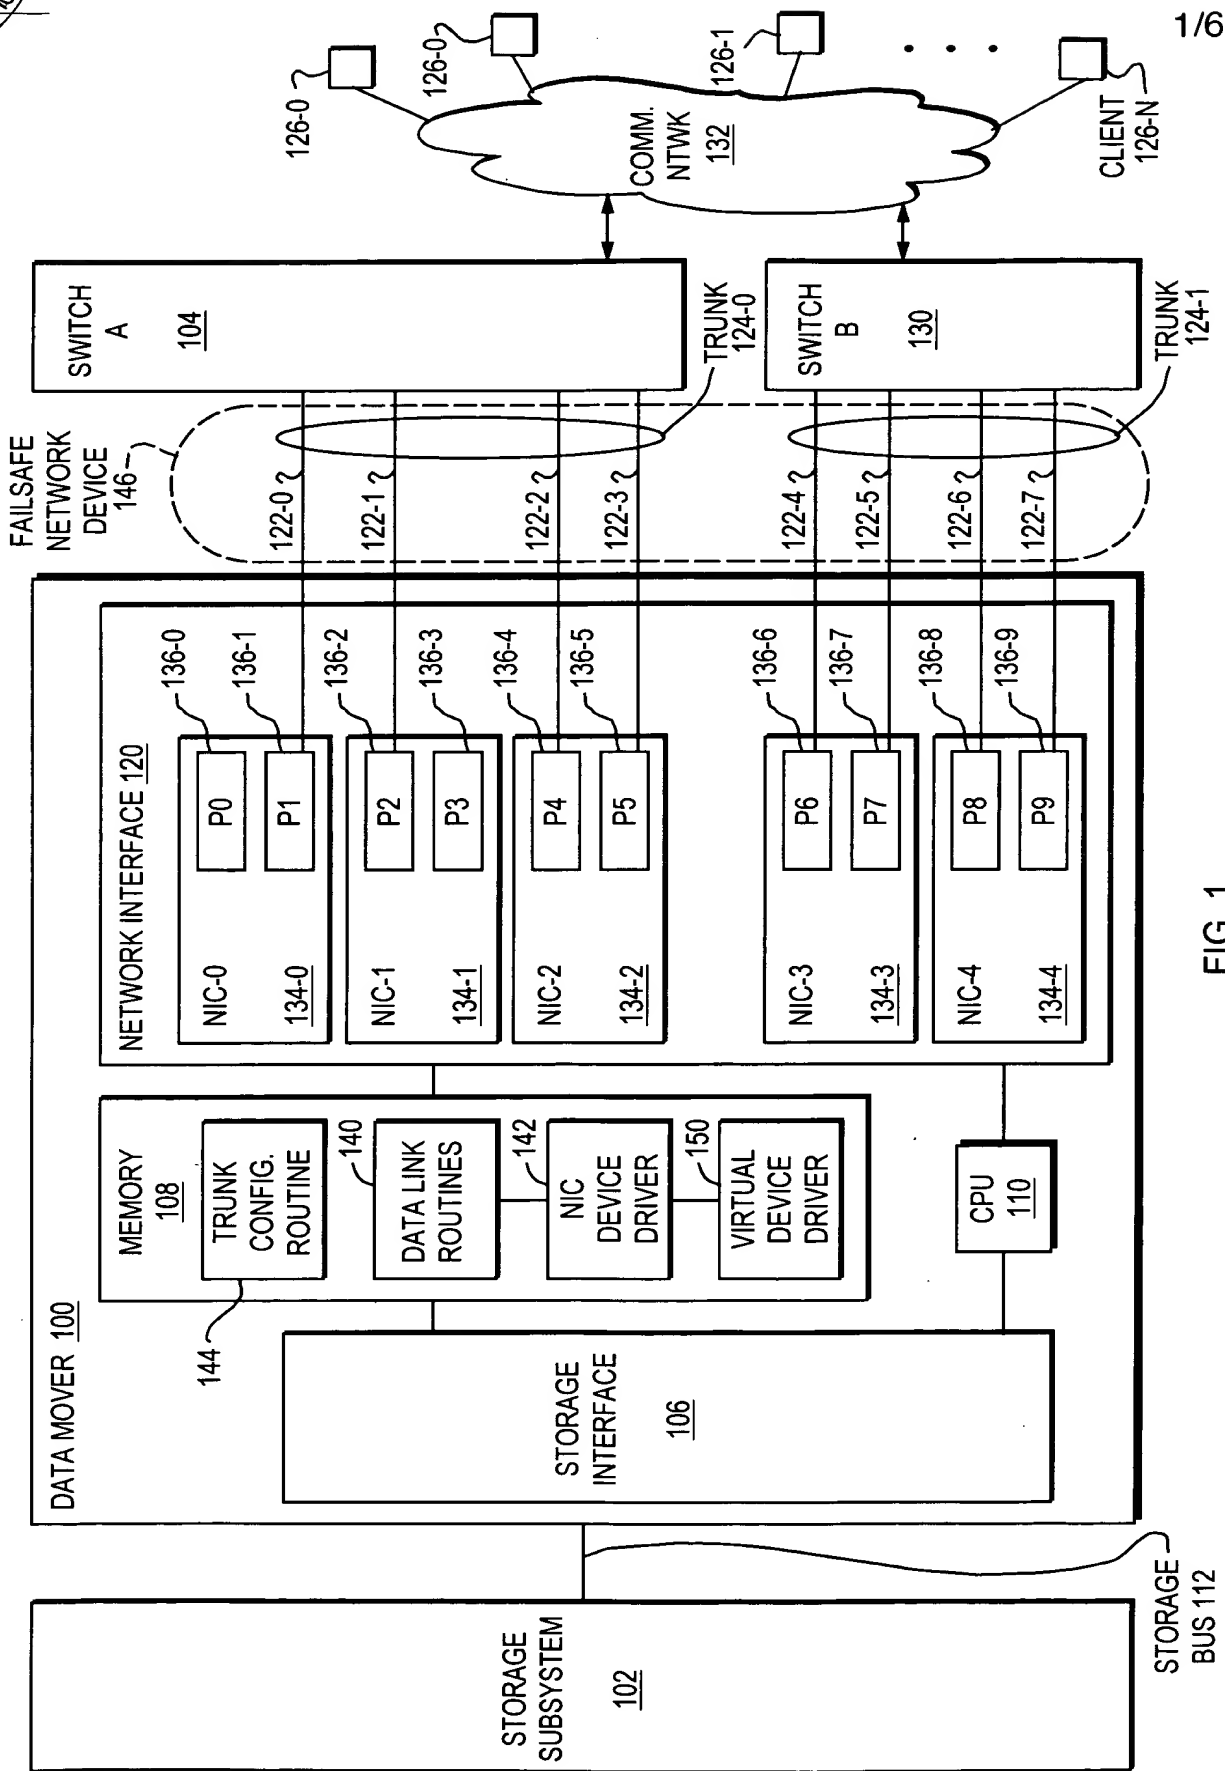 1/6
FAILSAFE
NETWORK
DEVICE
146
DATA MOVER 100
STORAGE
SUBSYSTEM
102
STORAGE
BUS 112
STORAGE
INTERFACE
106
MEMORY
108
TRUNK
CONFIG.
ROUTINE
144
DATA LINK
ROUTINES
140
NIC
DEVICE
DRIVER
142
VIRTUAL
DEVICE
DRIVER
150
CPU
110
NETWORK INTERFACE 120
NIC-0
134-0
P0
136-0
P1
136-1
NIC-1
134-1
P2
136-2
P3
136-3
NIC-2
134-2
P4
136-4
P5
136-5
NIC-3
134-3
P6
136-6
P7
136-7
NIC-4
134-4
P8
136-8
P9
136-9
122-0
122-1
122-2
122-3
122-4
122-5
122-6
122-7
SWITCH
A
104
TRUNK
124-0
SWITCH
B
130
TRUNK
124-1
COMM.
NTWK
132
126-0
126-0
126-1
CLIENT
126-N
FIG. 1